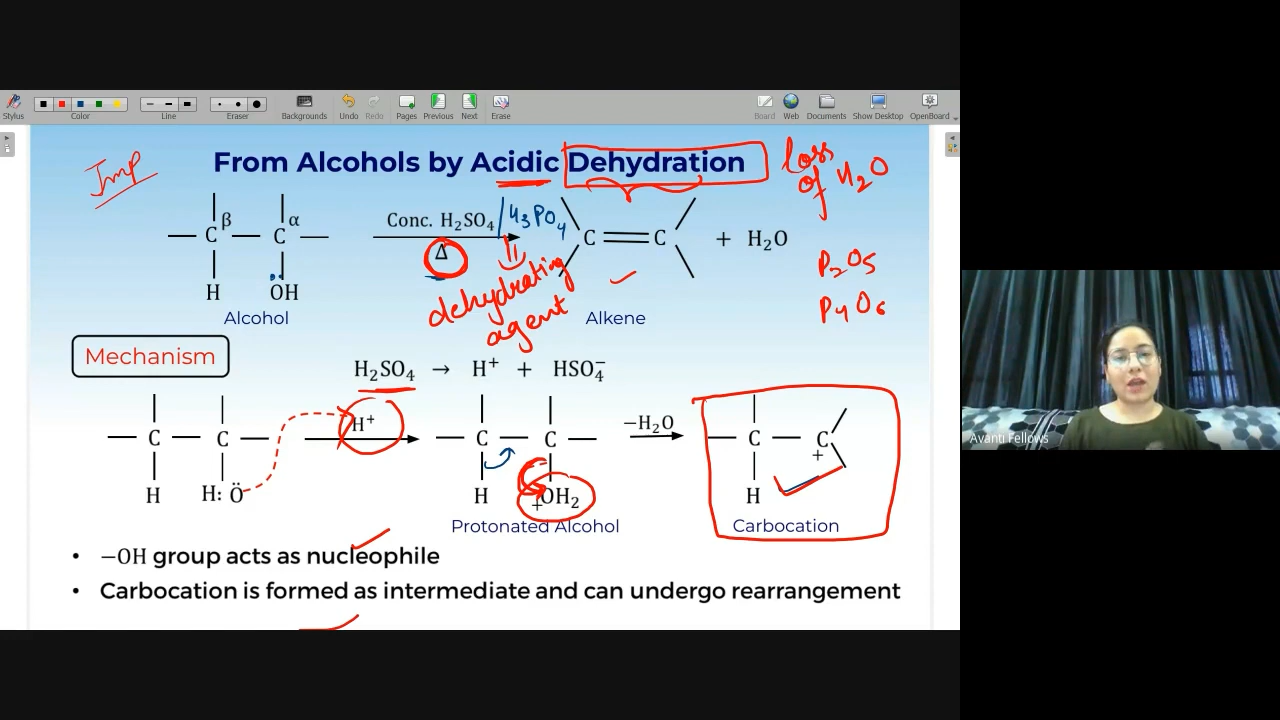 Stylus Color Line Eraser Backgrounds Undo Redo Pages Previous Next Erase Board Web Documents Show Desktop OpenBoard
Imp
From Alcohols by Acidic Dehydration
loss of H₂O
β α
— C — C —
H OH
Alcohol
Conc. H₂SO₄ / H₃PO₄
Δ
dehydrating agent
C = C + H₂O
Alkene
P₂O₅
P₄O₆
Mechanism
H₂SO₄ → H⁺ + HSO₄⁻
— C — C — H⁺ — C — C — −H₂O — C — C +
H H: Ö H + OH₂ H
Protonated Alcohol Carbocation
• −OH group acts as nucleophile
• Carbocation is formed as intermediate and can undergo rearrangement
Avanti Fellows